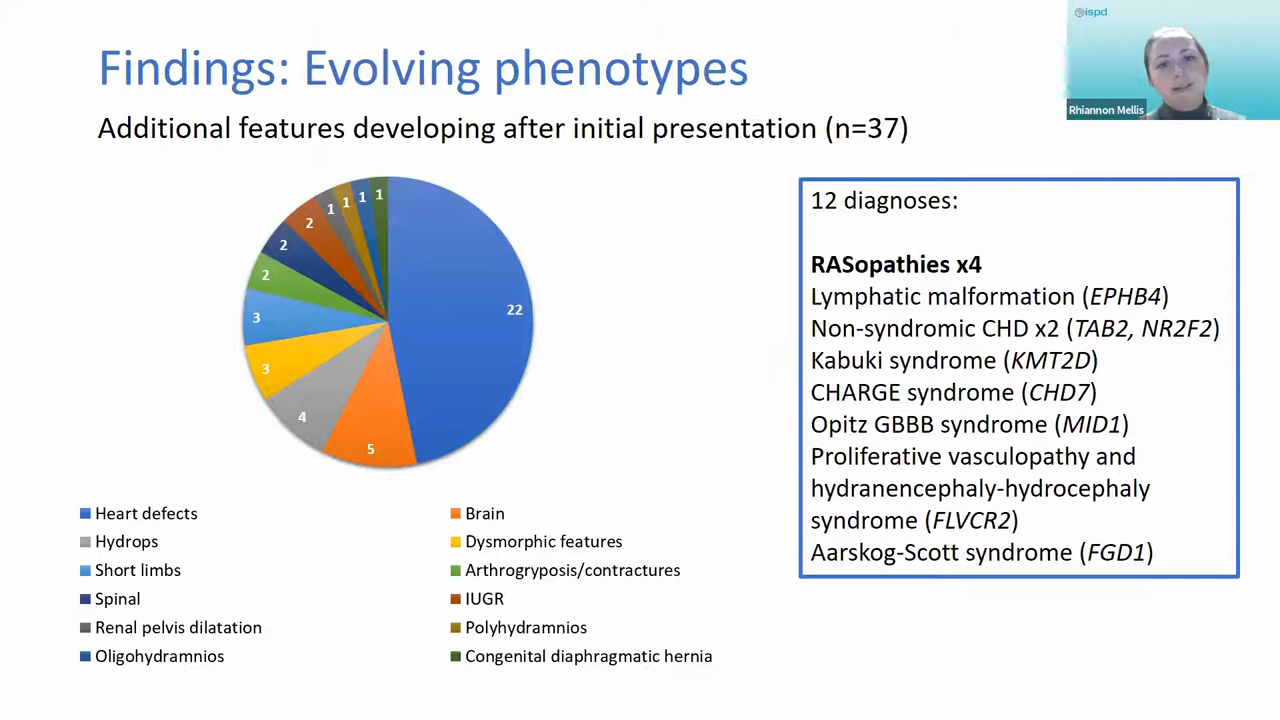 ispd
Rhiannon Mellis
Findings: Evolving phenotypes
Additional features developing after initial presentation (n=37)
1
1
1
1
2
2
2
3
3
4
5
22
Heart defects
Brain
Hydrops
Dysmorphic features
Short limbs
Arthrogryposis/contractures
Spinal
IUGR
Renal pelvis dilatation
Polyhydramnios
Oligohydramnios
Congenital diaphragmatic hernia
12 diagnoses:
RASopathies x4
Lymphatic malformation (EPHB4)
Non-syndromic CHD x2 (TAB2, NR2F2)
Kabuki syndrome (KMT2D)
CHARGE syndrome (CHD7)
Opitz GBBB syndrome (MID1)
Proliferative vasculopathy and
hydranencephaly-hydrocephaly
syndrome (FLVCR2)
Aarskog-Scott syndrome (FGD1)